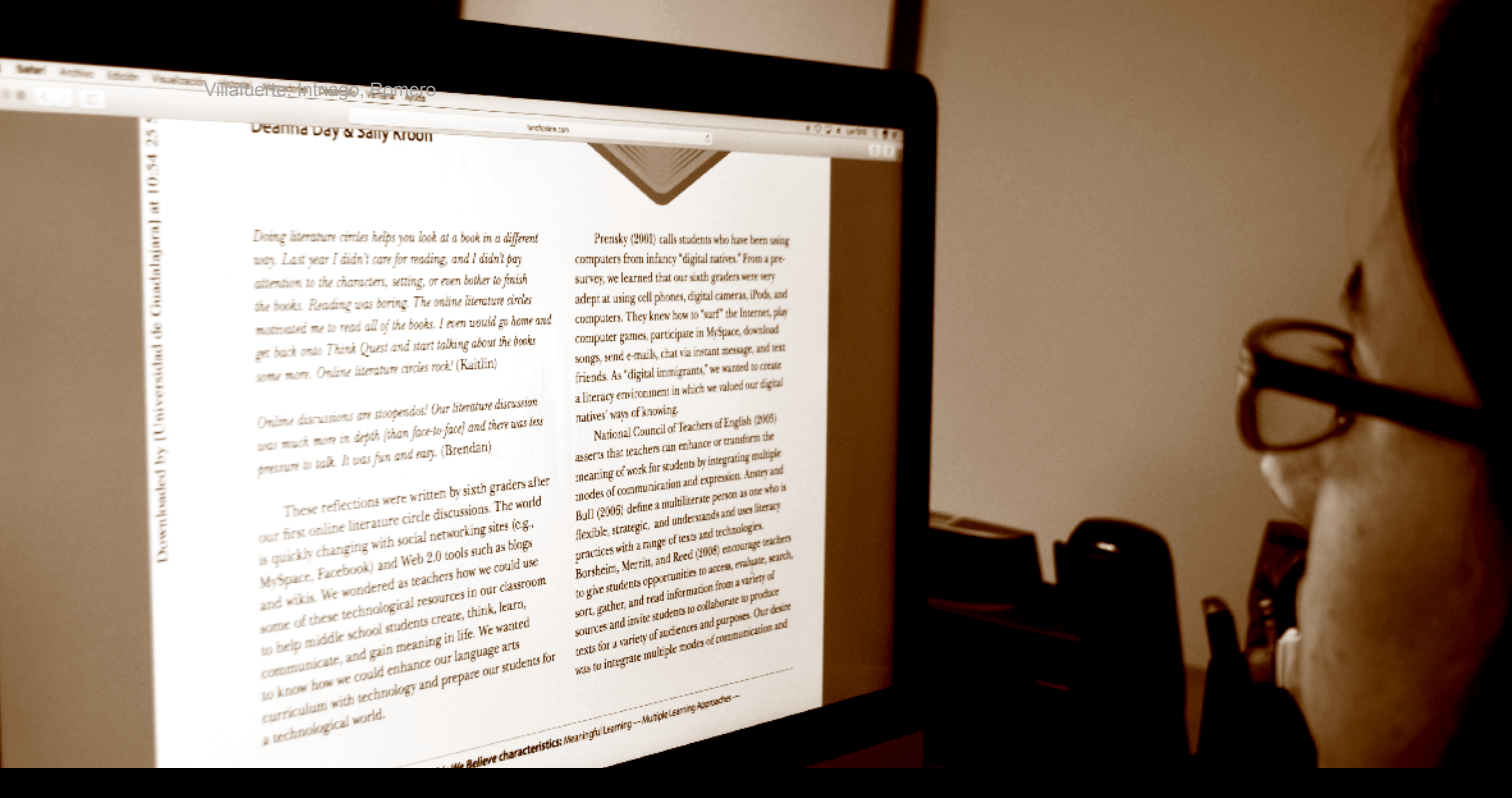 Safari Archivo Edición Visualización
Villafuerte, Intriago, Romero
Ayuda
tandfonline.com
Deanna Day & Sally Kroon
Downloaded by [Universidad de Guadalajara] at 10:54 25
Doing literature circles helps you look at a book in a different
way. Last year I didn't care for reading, and I didn't pay
attention to the characters, setting, or even bother to finish
the books. Reading was boring. The online literature circles
motivated me to read all of the books. I even would go home and
get back onto Think Quest and start talking about the books
some more. Online literature circles rock! (Kaitlin)
Online discussions are stoopendos! Our literature discussion
was much more in depth [than face-to-face] and there was less
pressure to talk. It was fun and easy. (Brendan)
These reflections were written by sixth graders after
our first online literature circle discussions. The world
is quickly changing with social networking sites (e.g.,
MySpace, Facebook) and Web 2.0 tools such as blogs
and wikis. We wondered as teachers how we could use
some of these technological resources in our classroom
to help middle school students create, think, learn,
communicate, and gain meaning in life. We wanted
to know how we could enhance our language arts
curriculum with technology and prepare our students for
a technological world.
Prensky (2001) calls students who have been using
computers from infancy "digital natives." From a pre-
survey, we learned that our sixth graders were very
adept at using cell phones, digital cameras, iPods, and
computers. They knew how to "surf" the Internet, play
computer games, participate in MySpace, download
songs, send e-mails, chat via instant message, and text
friends. As "digital immigrants," we wanted to create
a literacy environment in which we valued our digital
natives' ways of knowing.
National Council of Teachers of English (2005)
asserts that teachers can enhance or transform the
meaning of work for students by integrating multiple
modes of communication and expression. Anstey and
Bull (2006) define a multiliterate person as one who is
flexible, strategic, and understands and uses literacy
practices with a range of texts and technologies.
Borsheim, Merritt, and Reed (2008) encourage teachers
to give students opportunities to access, evaluate, search,
sort, gather, and read information from a variety of
sources and invite students to collaborate to produce
texts for a variety of audiences and purposes. Our desire
was to integrate multiple modes of communication and
We Believe characteristics: Meaningful Learning — Multiple Learning Approaches —